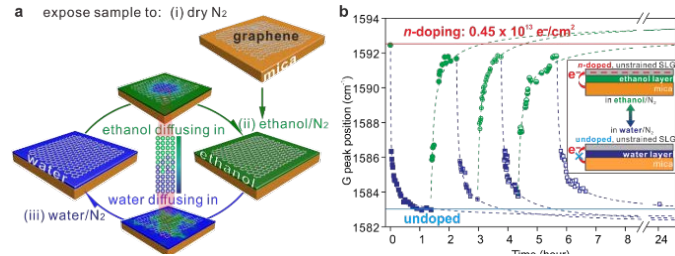 a expose sample to: (i) dry N2
graphene
mica
ethanol diffusing in
(ii) ethanol/N2
water
ethanol
water diffusing in
(iii) water/N2
b
n-doping: 0.45 x 10^13 e-/cm2
1594
1592
1590
1588
1586
1584
1582
G peak position (cm-1)
n-doped, unstrained SLG
e-
ethanol layer
mica
in ethanol/N2
in water/N2
undoped, unstrained SLG
e-
water layer
mica
undoped
0 1 2 3 4 5 6 7 8 24
Time (hour)